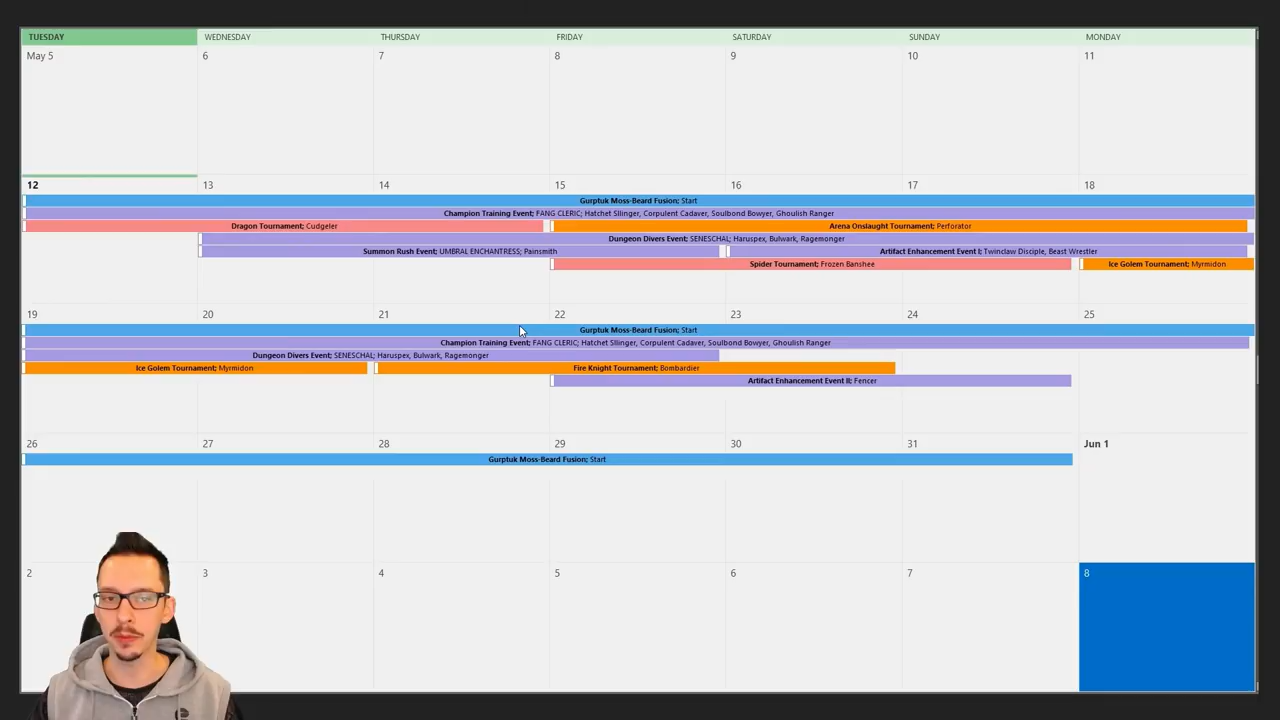 TUESDAY WEDNESDAY THURSDAY FRIDAY SATURDAY SUNDAY MONDAY
May 5 6 7 8 9 10 11
12 13 14 15 16 17 18
Gurptuk Moss-Beard Fusion; Start
Champion Training Event; FANG CLERIC; Hatchet Sllinger, Corpulent Cadaver, Soulbond Bowyer, Ghoulish Ranger
Dragon Tournament; Cudgeler Arena Onslaught Tournament; Perforator
Dungeon Divers Event; SENESCHAL; Haruspex, Bulwark, Ragemonger
Summon Rush Event; UMBRAL ENCHANTRESS; Painsmith Artifact Enhancement Event I; Twinclaw Disciple, Beast Wrestler
Spider Tournament; Frozen Banshee Ice Golem Tournament; Myrmidon
19 20 21 22 23 24 25
Gurptuk Moss-Beard Fusion; Start
Champion Training Event; FANG CLERIC; Hatchet Sllinger, Corpulent Cadaver, Soulbond Bowyer, Ghoulish Ranger
Dungeon Divers Event; SENESCHAL; Haruspex, Bulwark, Ragemonger
Ice Golem Tournament; Myrmidon Fire Knight Tournament; Bombardier
Artifact Enhancement Event II; Fencer
26 27 28 29 30 31 Jun 1
Gurptuk Moss-Beard Fusion; Start
2 3 4 5 6 7 8